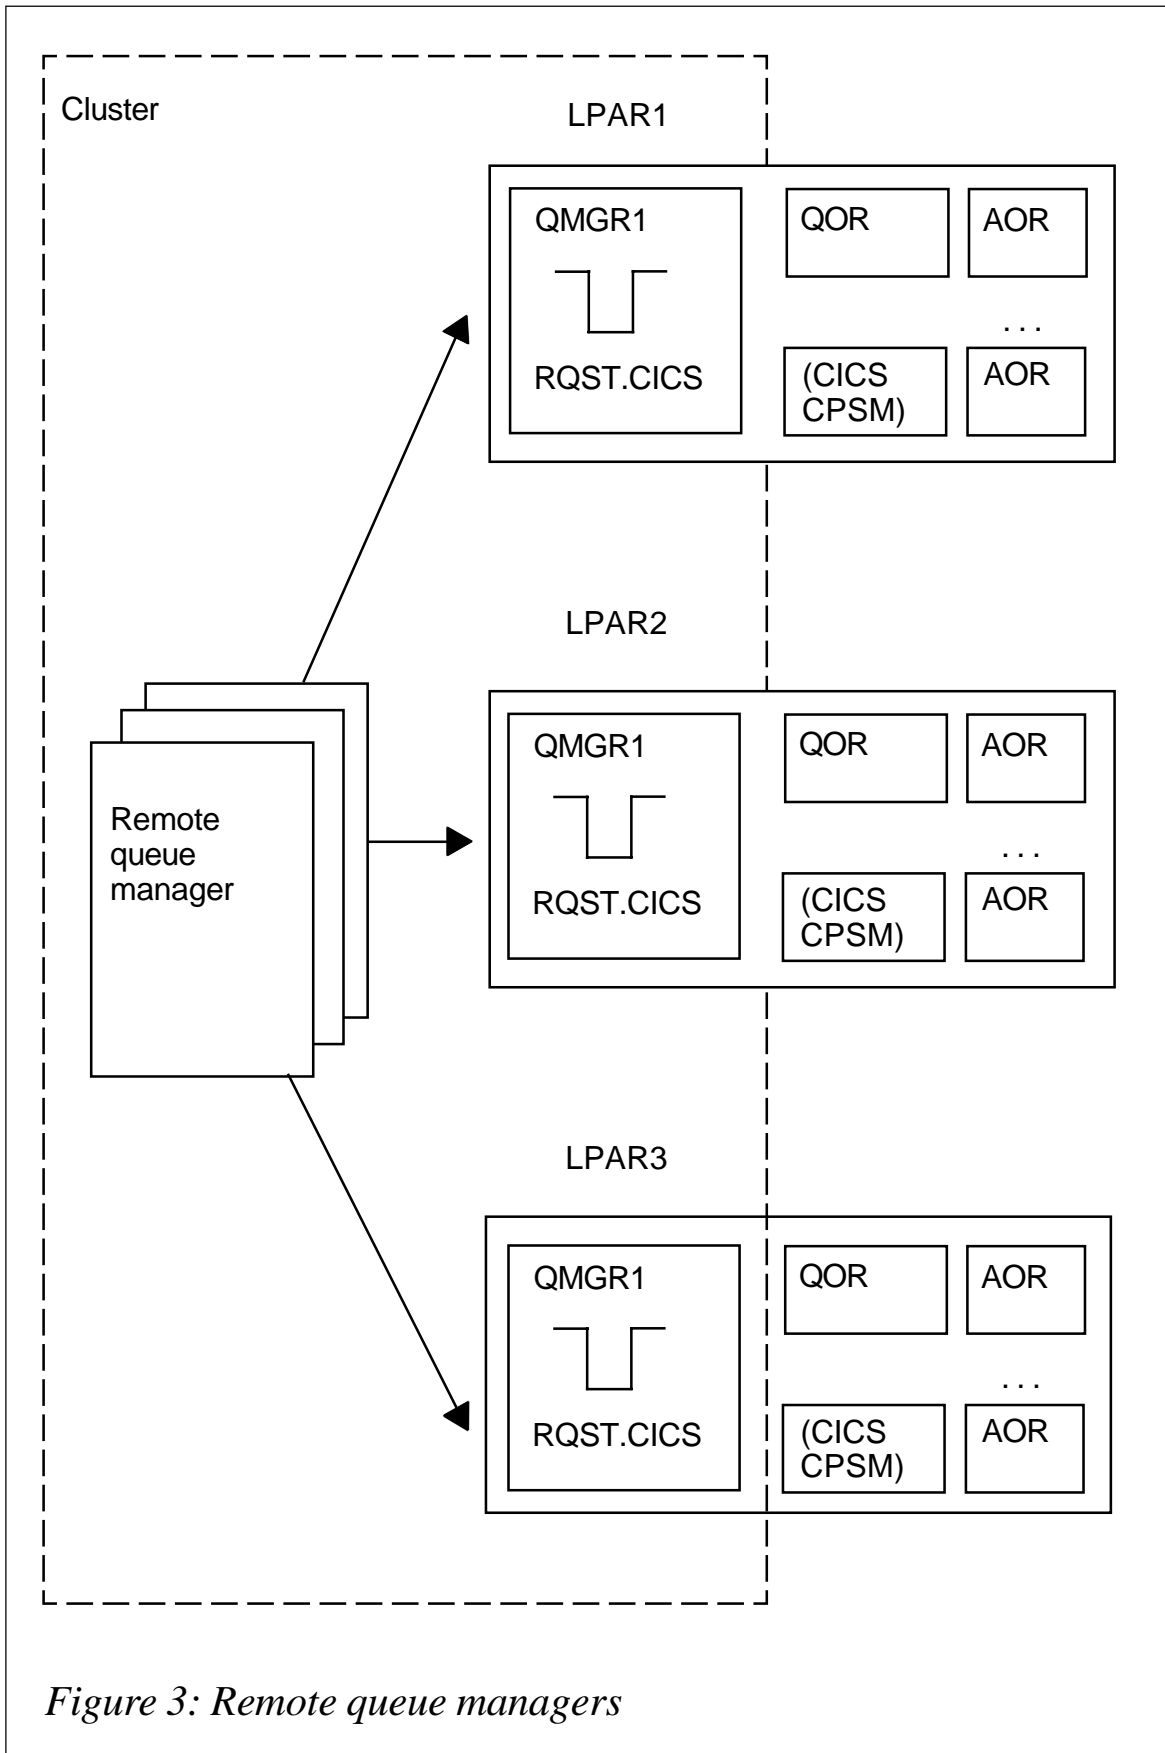 Cluster
LPAR1
QMGR1
RQST.CICS
QOR
AOR
. . .
(CICS
CPSM)
AOR
LPAR2
Remote
queue
manager
QMGR1
RQST.CICS
QOR
AOR
. . .
(CICS
CPSM)
AOR
LPAR3
QMGR1
RQST.CICS
QOR
AOR
. . .
(CICS
CPSM)
AOR
Figure 3: Remote queue managers